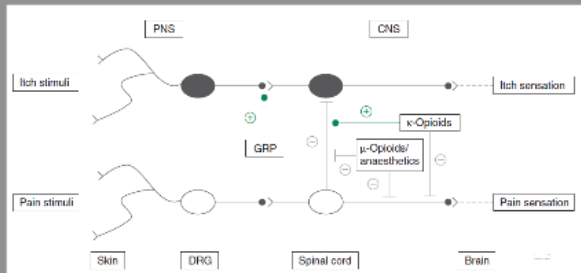 PNS
CNS
Itch stimuli
Itch sensation
κ-Opioids
GRP
μ-Opioids/
anaesthetics
Pain stimuli
Pain sensation
Skin
DRG
Spinal cord
Brain